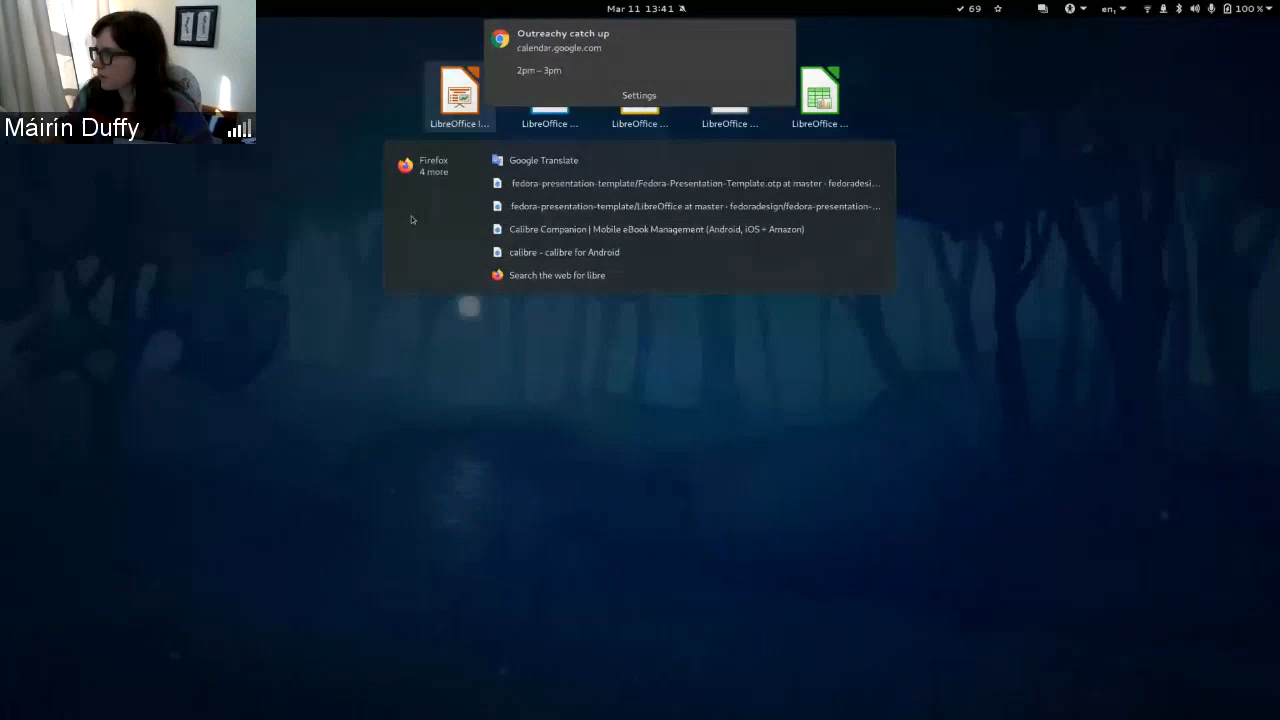 Mar 11 13:41
69
en₁
100 %
Outreachy catch up
calendar.google.com
2pm – 3pm
Settings
Máirín Duffy
LibreOffice I...
LibreOffice ...
LibreOffice ...
LibreOffice ...
LibreOffice ...
Firefox
4 more
Google Translate
fedora-presentation-template/Fedora-Presentation-Template.otp at master · fedoradesi...
fedora-presentation-template/LibreOffice at master · fedoradesign/fedora-presentation-...
Calibre Companion | Mobile eBook Management (Android, iOS + Amazon)
calibre - calibre for Android
Search the web for libre